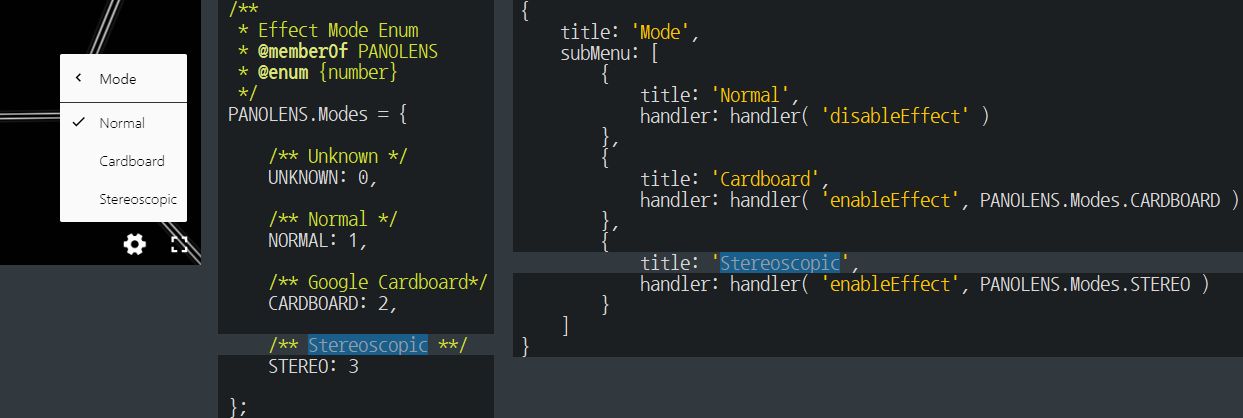 Mode
Normal
Cardboard
Stereoscopic
/**
 * Effect Mode Enum
 * @memberOf PANOLENS
 * @enum {number}
 */
PANOLENS.Modes = {
    /** Unknown */
    UNKNOWN: 0,
    /** Normal */
    NORMAL: 1,
    /** Google Cardboard*/
    CARDBOARD: 2,
    /** Stereoscopic **/
    STEREO: 3
};
{
    title: 'Mode',
    subMenu: [
        {
            title: 'Normal',
            handler: handler( 'disableEffect' )
        },
        {
            title: 'Cardboard',
            handler: handler( 'enableEffect', PANOLENS.Modes.CARDBOARD )
        },
        {
            title: 'Stereoscopic',
            handler: handler( 'enableEffect', PANOLENS.Modes.STEREO )
        }
    ]
}